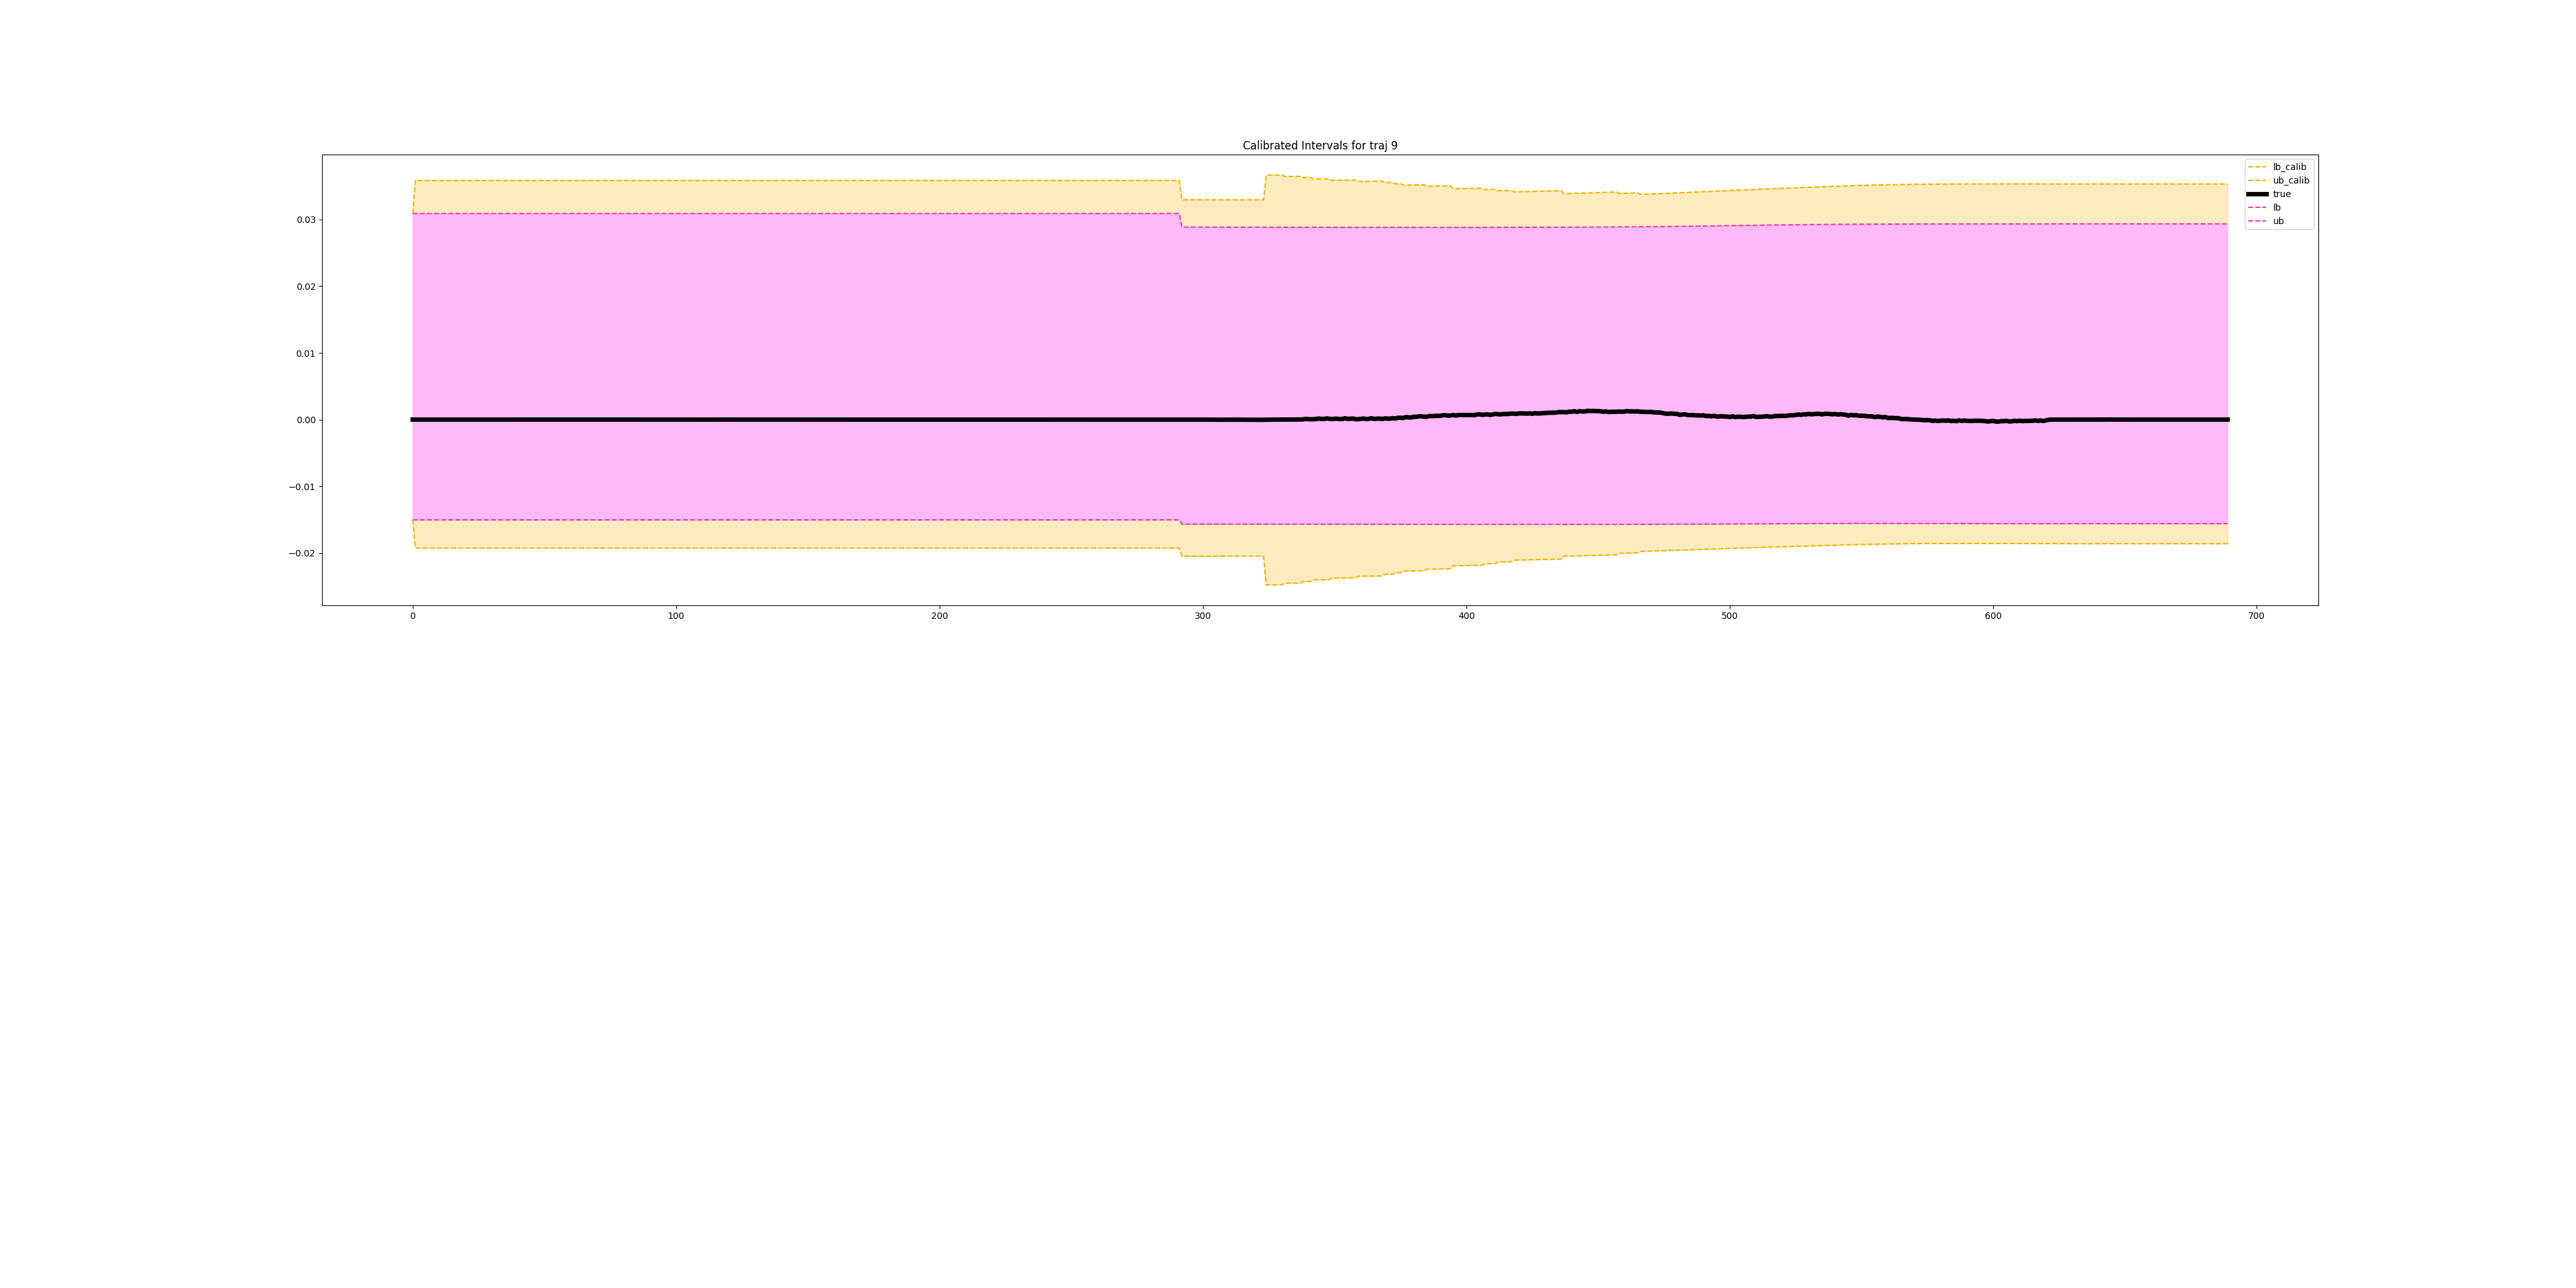 Calibrated Intervals for traj 9
lb_calib
ub_calib
true
lb
ub
0.03
0.02
0.01
0.00
−0.01
−0.02
0 100 200 300 400 500 600 700